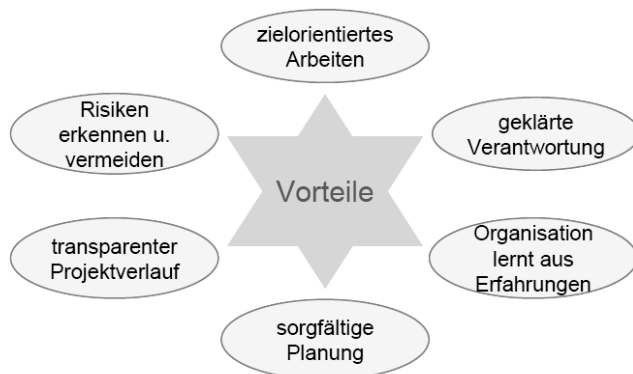 zielorientiertes
Arbeiten
Risiken
erkennen u.
vermeiden
geklärte
Verantwortung
Vorteile
transparenter
Projektverlauf
Organisation
lernt aus
Erfahrungen
sorgfältige
Planung